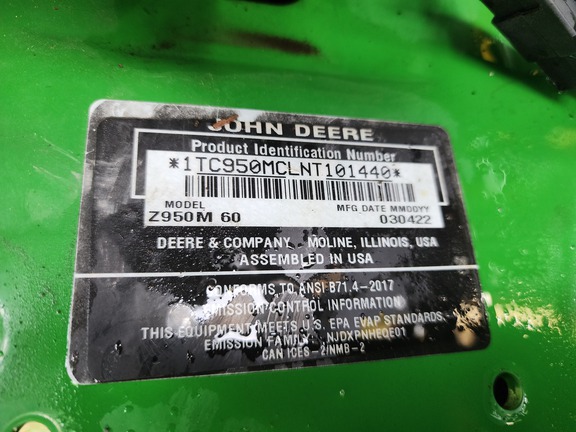 JOHN DEERE
Product Identification Number
*1TC950MCLNT101440*
MODEL MFG DATE MMDDYY
Z950M 60 030422
DEERE & COMPANY MOLINE, ILLINOIS, USA
ASSEMBLED IN USA
CONFORMS TO ANSI B71.4-2017
EMISSION CONTROL INFORMATION
THIS EQUIPMENT MEETS U.S. EPA EVAP STANDARDS.
EMISSION FAMILY: NJDXPNHEQE01
CAN ICES-2/NMB-2